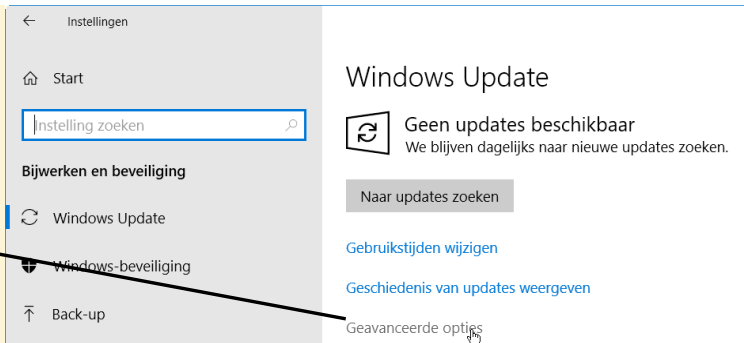 Instellingen
Start
Instelling zoeken
Bijwerken en beveiliging
Windows Update
Windows-beveiliging
Back-up
Windows Update
Geen updates beschikbaar
We blijven dagelijks naar nieuwe updates zoeken.
Naar updates zoeken
Gebruikstijden wijzigen
Geschiedenis van updates weergeven
Geavanceerde opties